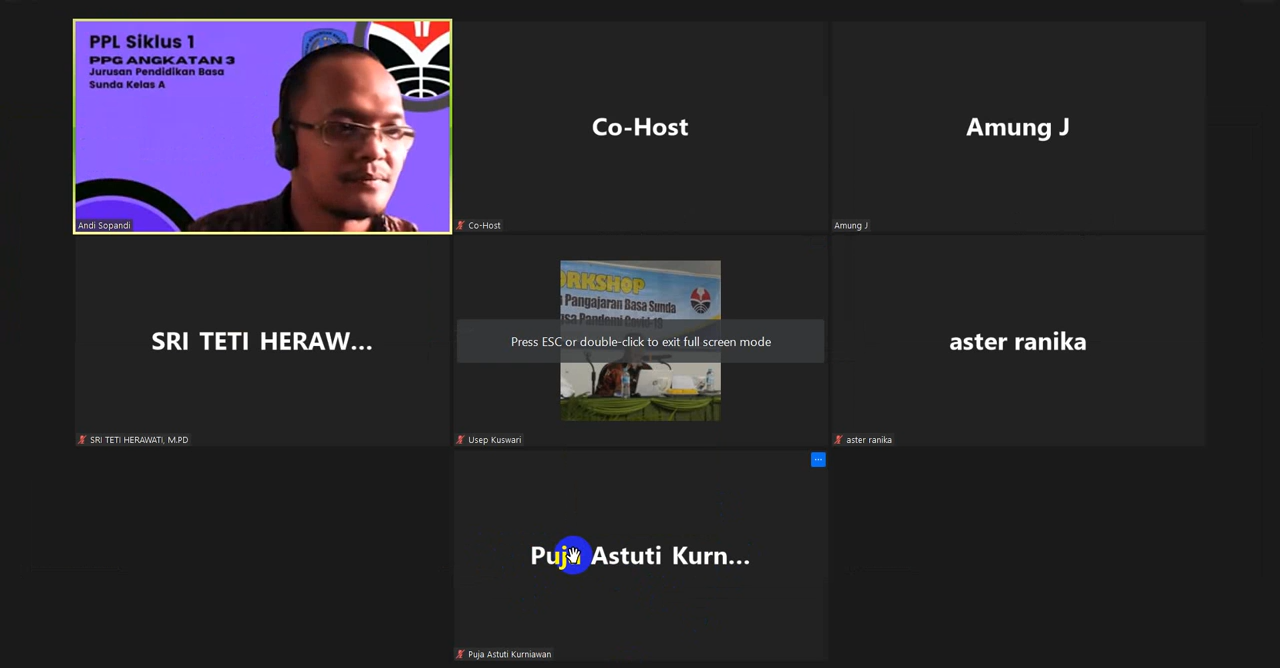 PPL Siklus 1
PPG ANGKATAN 3
Jurusan Pendidikan Basa
Sunda Kelas A
Andi Sopandi
Co-Host
Co-Host
Amung J
Amung J
SRI TETI HERAW...
SRI TETI HERAWATI, M.PD
ORKSHOP
Pangajaran Basa Sunda
Pandemi Covid-19
Press ESC or double-click to exit full screen mode
Usep Kuswari
aster ranika
aster ranika
...
Puja Astuti Kurn...
Puja Astuti Kurniawan